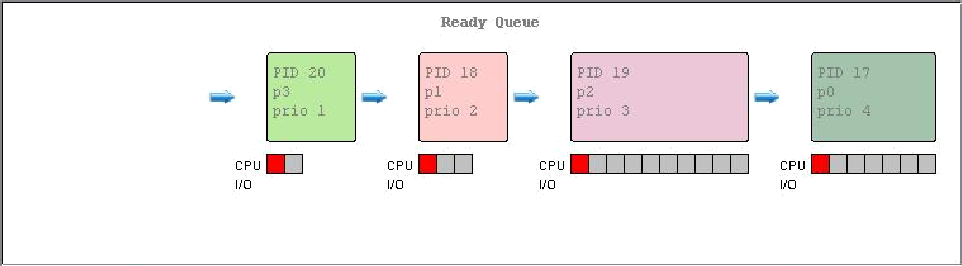 Ready Queue
PID 20
p3
prio 1
CPU
I/O
PID 18
p1
prio 2
CPU
I/O
PID 19
p2
prio 3
CPU
I/O
PID 17
p0
prio 4
CPU
I/O